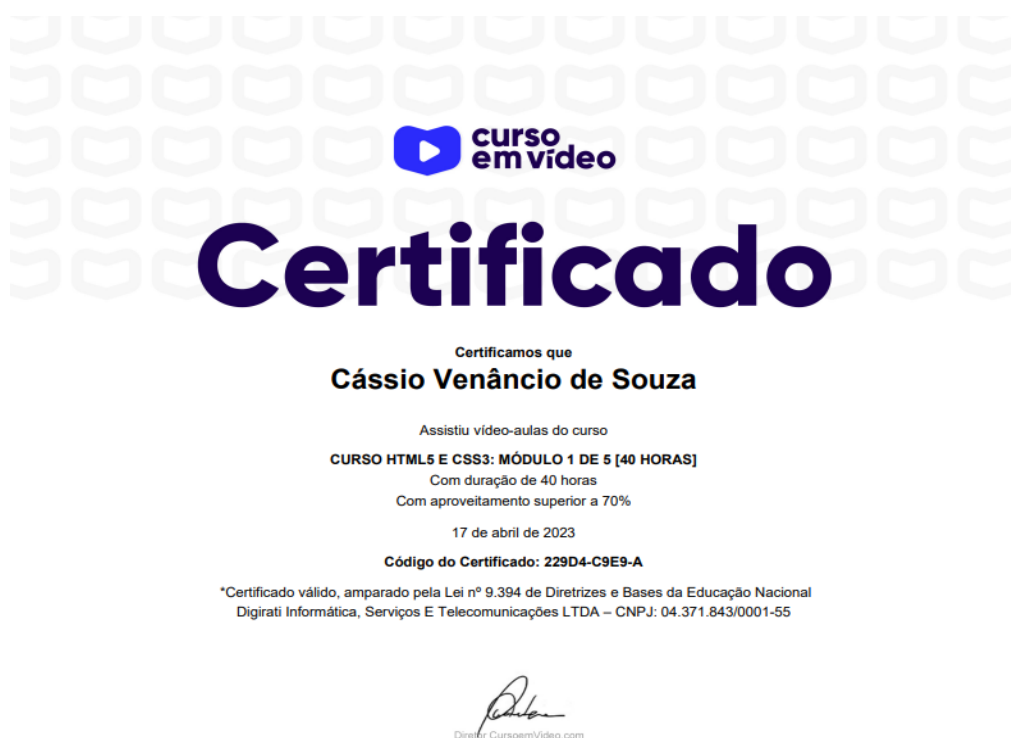 curso
em vídeo
Certificado
Certificamos que
Cássio Venâncio de Souza
Assistiu vídeo-aulas do curso
CURSO HTML5 E CSS3: MÓDULO 1 DE 5 [40 HORAS]
Com duração de 40 horas
Com aproveitamento superior a 70%
17 de abril de 2023
Código do Certificado: 229D4-C9E9-A
*Certificado válido, amparado pela Lei nº 9.394 de Diretrizes e Bases da Educação Nacional
Digirati Informática, Serviços E Telecomunicações LTDA – CNPJ: 04.371.843/0001-55
Diretor CursoemVideo.com